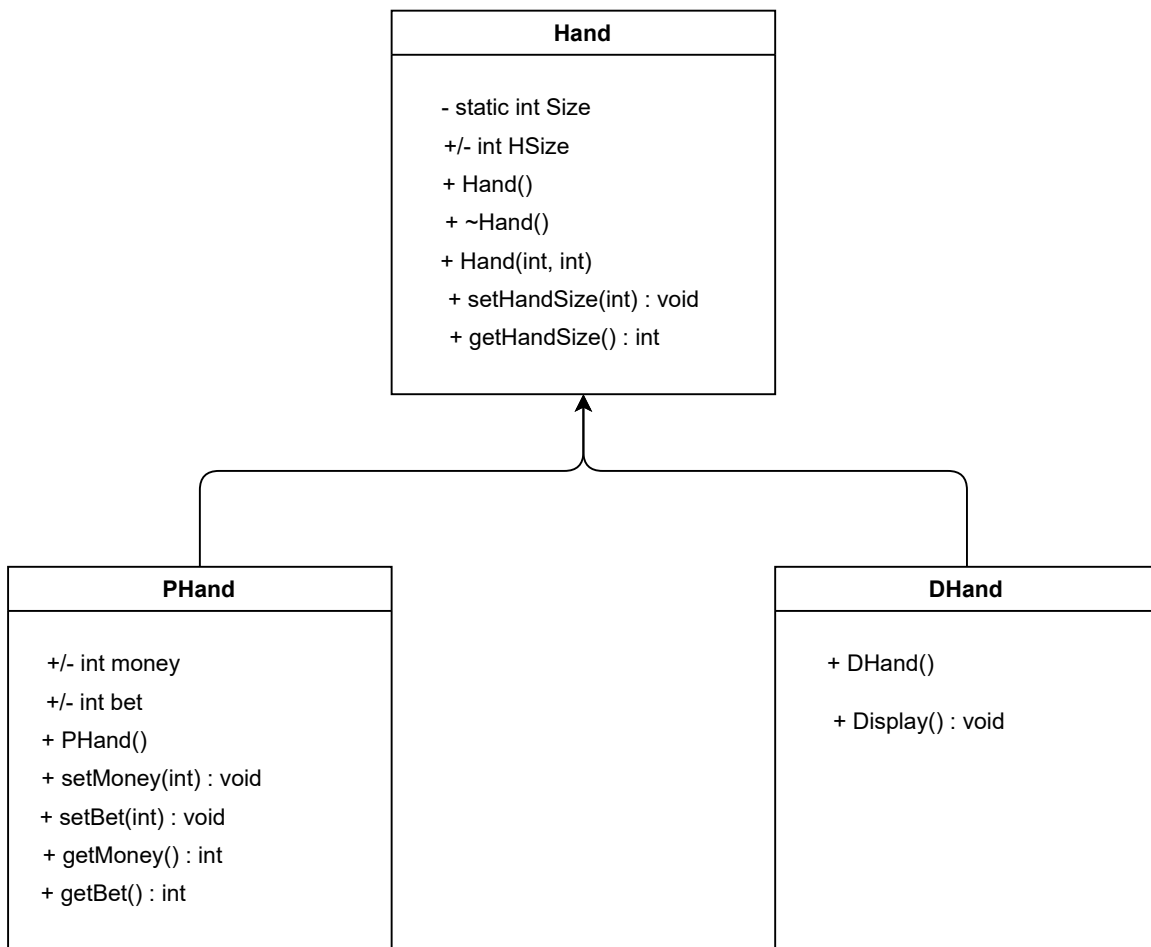 Hand
- static int Size
+/- int HSize
+ Hand()
+ ~Hand()
+ Hand(int, int)
+ setHandSize(int) : void
+ getHandSize() : int
PHand
+/- int money
+/- int bet
+ PHand()
+ setMoney(int) : void
+ setBet(int) : void
+ getMoney() : int
+ getBet() : int
DHand
+ DHand()
+ Display() : void